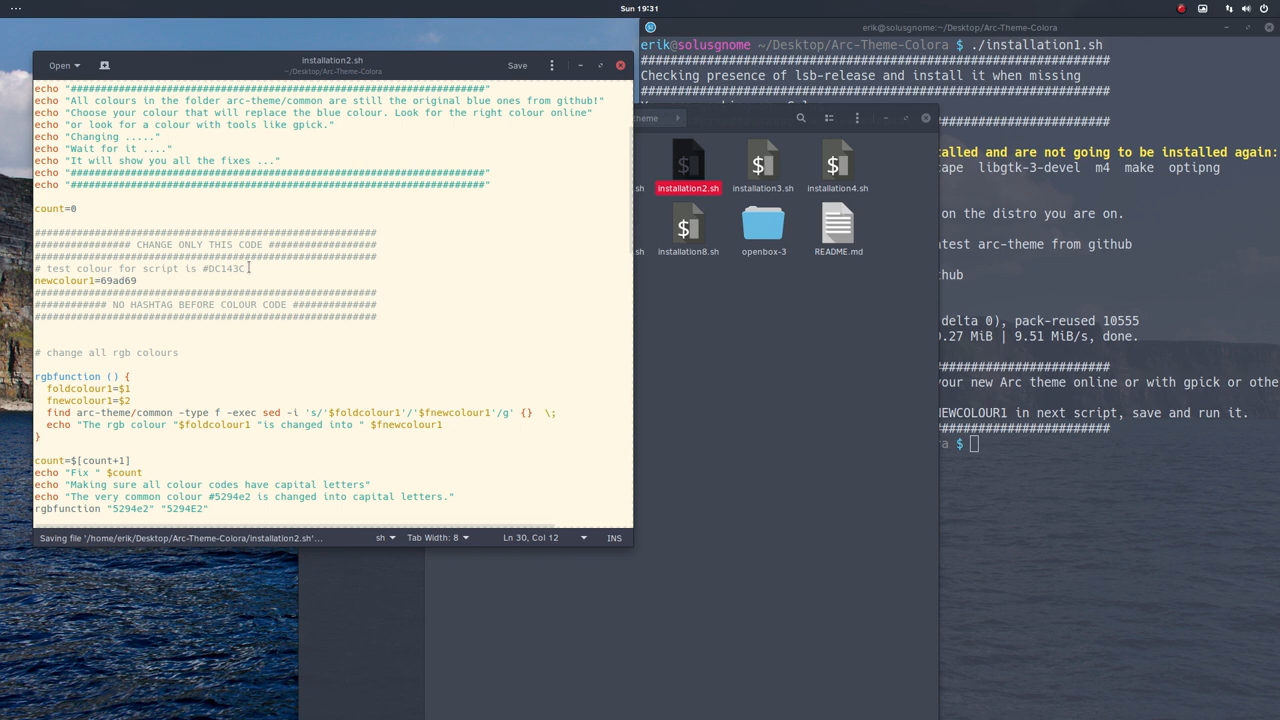 Sun 19:31
Open
installation2.sh
~/Desktop/Arc-Theme-Colora
Save
echo "#####################################################################"
echo "All colours in the folder arc-theme/common are still the original blue ones from github!"
echo "Choose your colour that will replace the blue colour. Look for the right colour online"
echo "or look for a colour with tools like gpick."
echo "Changing ....."
echo "Wait for it ...."
echo "It will show you all the fixes ..."
echo "#####################################################################"
echo "#####################################################################"
count=0
#########################################################
################ CHANGE ONLY THIS CODE ##################
#########################################################
# test colour for script is #DC143C
newcolour1=69ad69
#########################################################
############ NO HASHTAG BEFORE COLOUR CODE ##############
#########################################################
# change all rgb colours
rgbfunction () {
foldcolour1=$1
fnewcolour1=$2
find arc-theme/common -type f -exec sed -i 's/'$foldcolour1'/'$fnewcolour1'/g' {}  \;
echo "The rgb colour "$foldcolour1 "is changed into " $fnewcolour1
}
count=$[count+1]
echo "Fix " $count
echo "Making sure all colour codes have capital letters"
echo "The very common colour #5294e2 is changed into capital letters."
rgbfunction "5294e2" "5294E2"
Saving file '/home/erik/Desktop/Arc-Theme-Colora/installation2.sh'...
sh
Tab Width: 8
Ln 30, Col 12
INS
erik@solusgnome:~/Desktop/Arc-Theme-Colora
erik@solusgnome ~/Desktop/Arc-Theme-Colora $ ./installation1.sh
##############################################################
Checking presence of lsb-release and install it when missing
##############################################################
########################
talled and are not going to be installed again:
ape  libgtk-3-devel  m4  make  optipng
on the distro you are on.
atest arc-theme from github
thub
delta 0), pack-reused 10555
0.27 MiB | 9.51 MiB/s, done.
########################
your new Arc theme online or with gpick or othe
NEWCOLOUR1 in next script, save and run it.
########################
ra $
heme
.sh
installation2.sh
installation3.sh
installation4.sh
.sh
installation8.sh
openbox-3
README.md